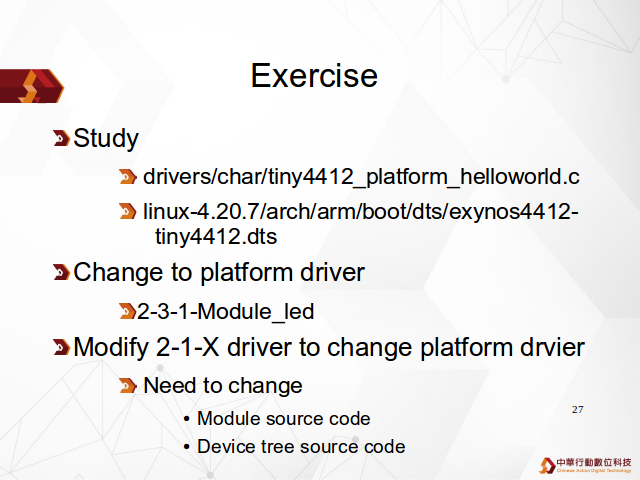 Exercise
Study
drivers/char/tiny4412_platform_helloworld.c
linux-4.20.7/arch/arm/boot/dts/exynos4412-
tiny4412.dts
Change to platform driver
2-3-1-Module_led
Modify 2-1-X driver to change platform drvier
Need to change
• Module source code
• Device tree source code
27
中華行動數位科技
Chinese Action Digital Technology